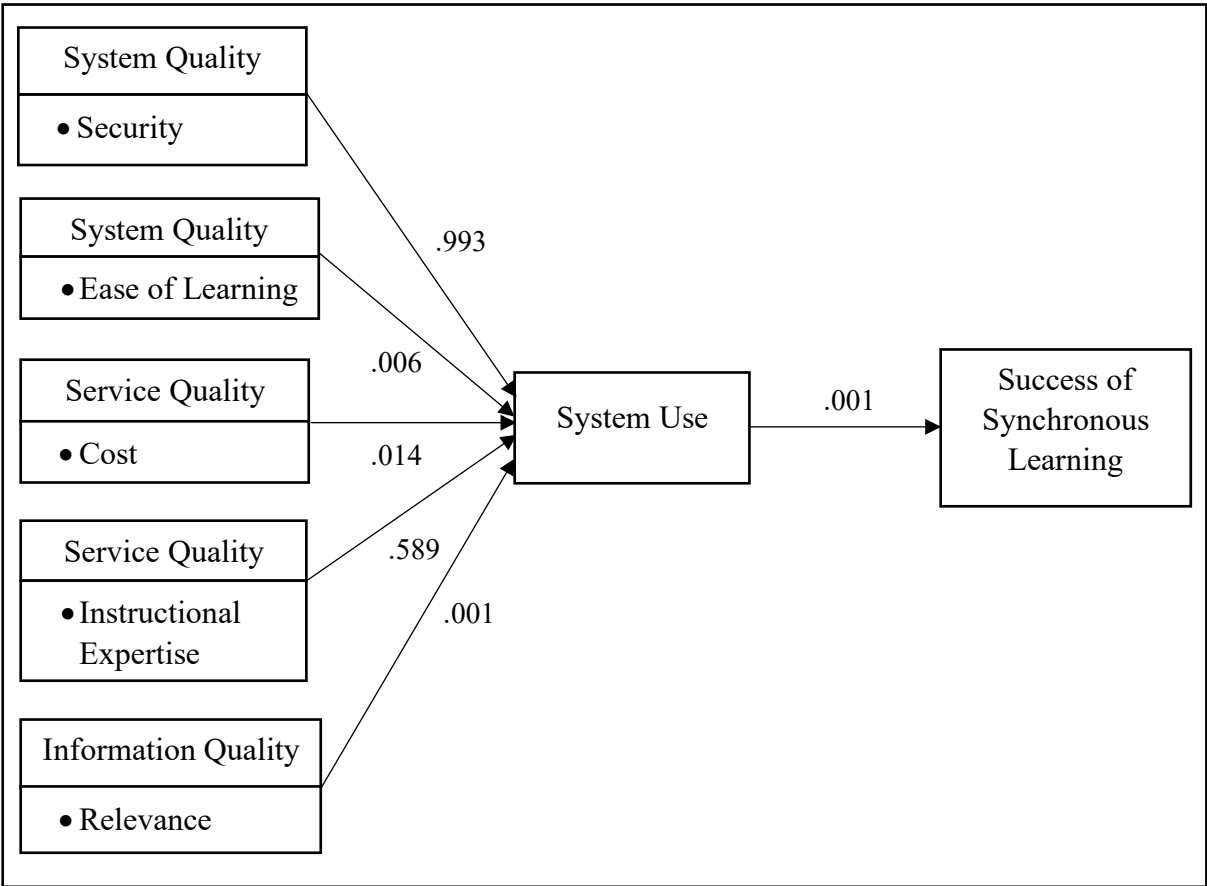 System Quality
• Security
System Quality
• Ease of Learning
Service Quality
• Cost
Service Quality
• Instructional
Expertise
Information Quality
• Relevance
.993
.006
.014
.589
.001
System Use
.001
Success of
Synchronous
Learning